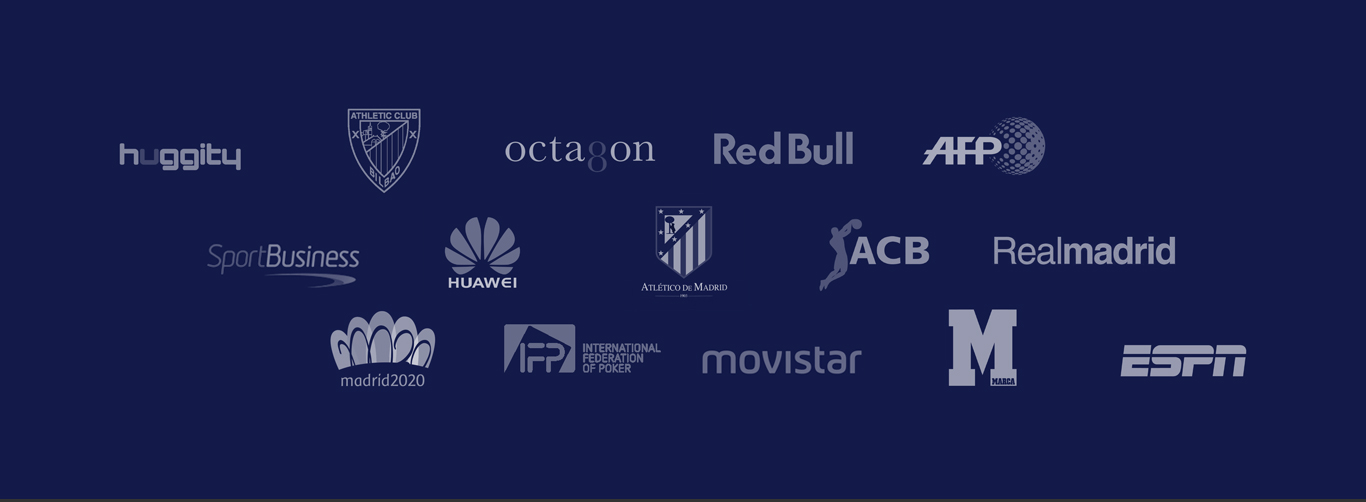 huggity
ATHLETIC CLUB
BILBAO
octagon
Red Bull
AFP
SportBusiness
HUAWEI
ATLÉTICO DE MADRID
ACB
Realmadrid
madrid2020
IFP
INTERNATIONAL
FEDERATION
OF POKER
movistar
M
MARCA
ESPN